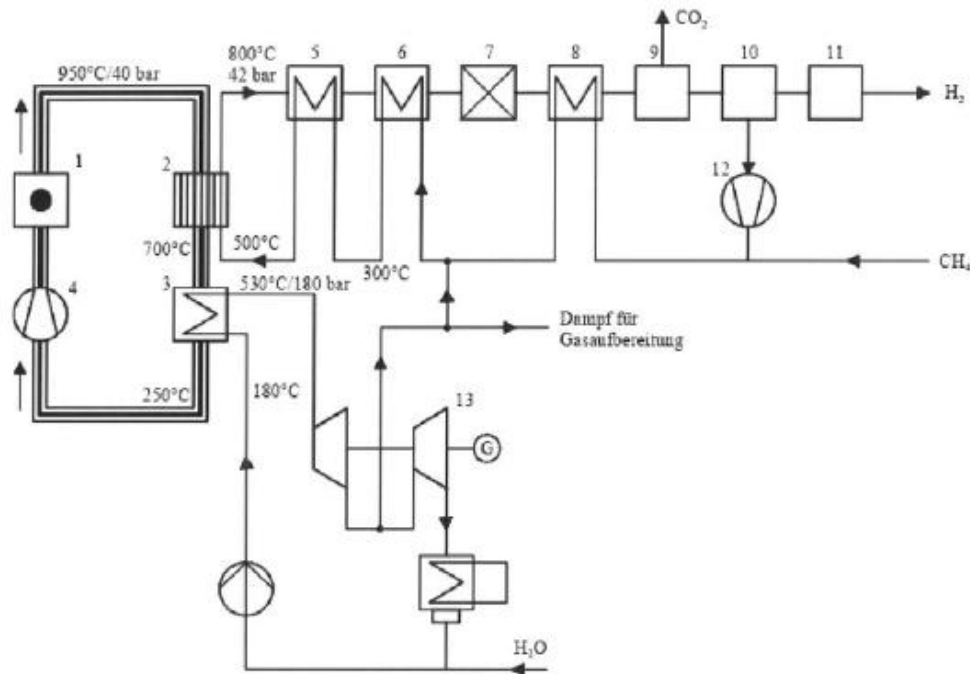 CO₂
800°C
42 bar
5
6
7
8
9
10
11
950°C/40 bar
H₂
1
2
12
700°C
500°C
300°C
CH₄
4
3
530°C/180 bar
Dampf für
Gasaufbereitung
250°C
180°C
13
G
H₂O